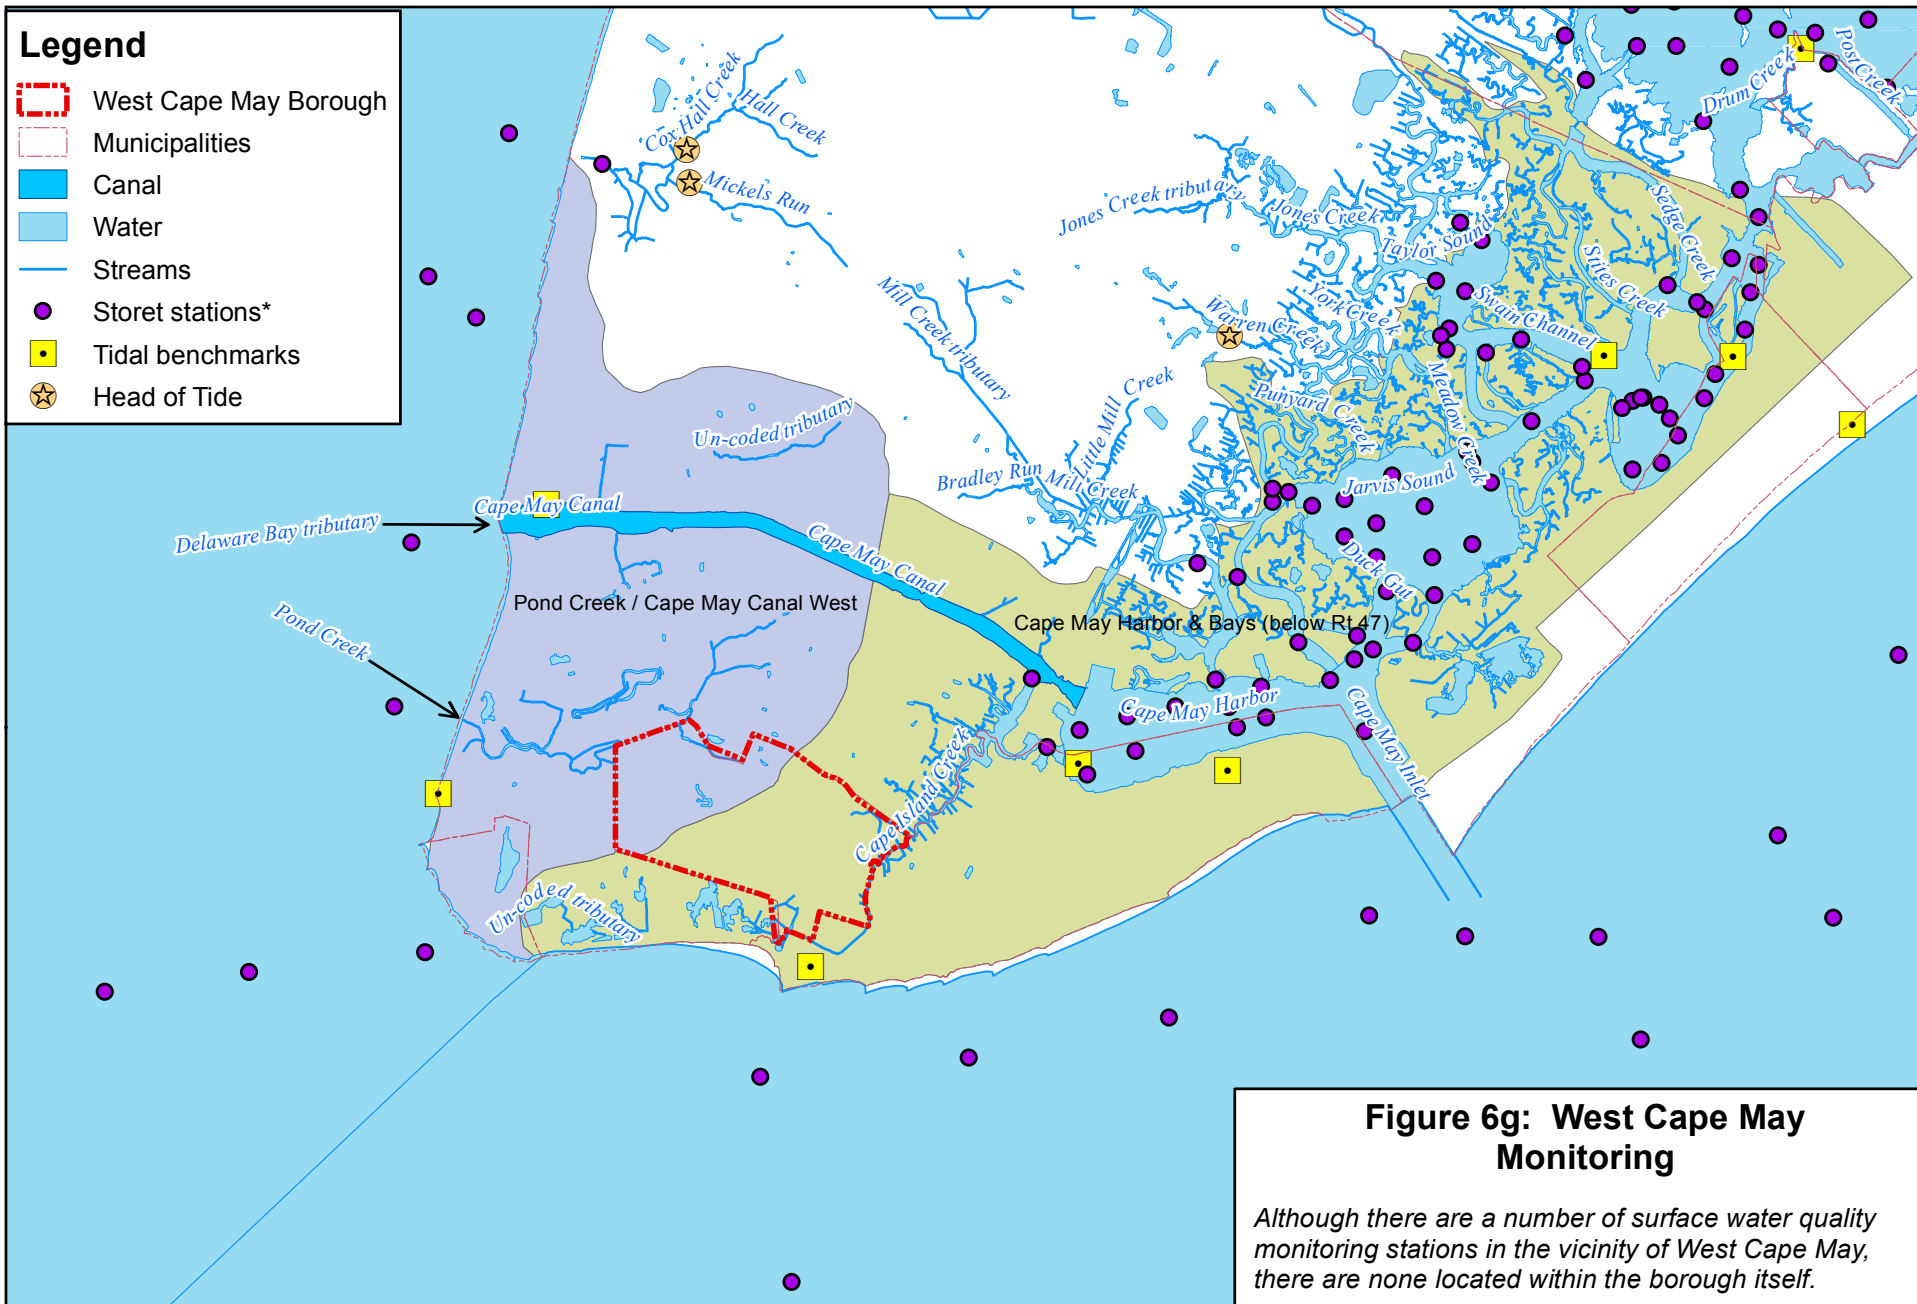 Legend
West Cape May Borough
Municipalities
Canal
Water
Streams
Storet stations*
Tidal benchmarks
Head of Tide
Cox Hall Creek
Hall Creek
Mickels Run
Mill Creek tributary
Jones Creek tributary
Jones Creek
Taylor Sound
Drum Creek
Post Creek
Sedge Creek
Stites Creek
Swain Channel
York Creek
Warren Creek
Meadow Creek
Punyard Creek
Little Mill Creek
Un-coded tributary
Bradley Run
Mill Creek
Jarvis Sound
Duck Gut
Cape May Canal
Delaware Bay tributary
Cape May Canal
Pond Creek / Cape May Canal West
Cape May Harbor & Bays (below Rt.47)
Pond Creek
Cape May Harbor
Cape May Inlet
Cape Island Creek
Un-coded tributary
Figure 6g: West Cape May
Monitoring
Although there are a number of surface water quality
monitoring stations in the vicinity of West Cape May,
there are none located within the borough itself.